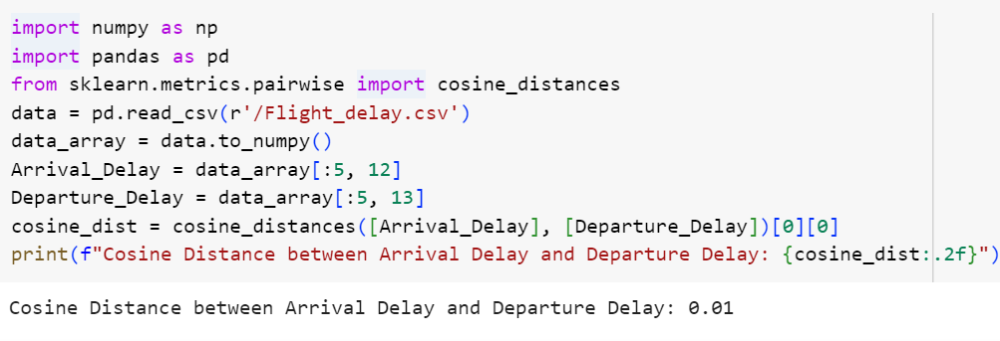 import numpy as np
import pandas as pd
from sklearn.metrics.pairwise import cosine_distances
data = pd.read_csv(r'/Flight_delay.csv')
data_array = data.to_numpy()
Arrival_Delay = data_array[:5, 12]
Departure_Delay = data_array[:5, 13]
cosine_dist = cosine_distances([Arrival_Delay], [Departure_Delay])[0][0]
print(f"Cosine Distance between Arrival Delay and Departure Delay: {cosine_dist:.2f}")
Cosine Distance between Arrival Delay and Departure Delay: 0.01